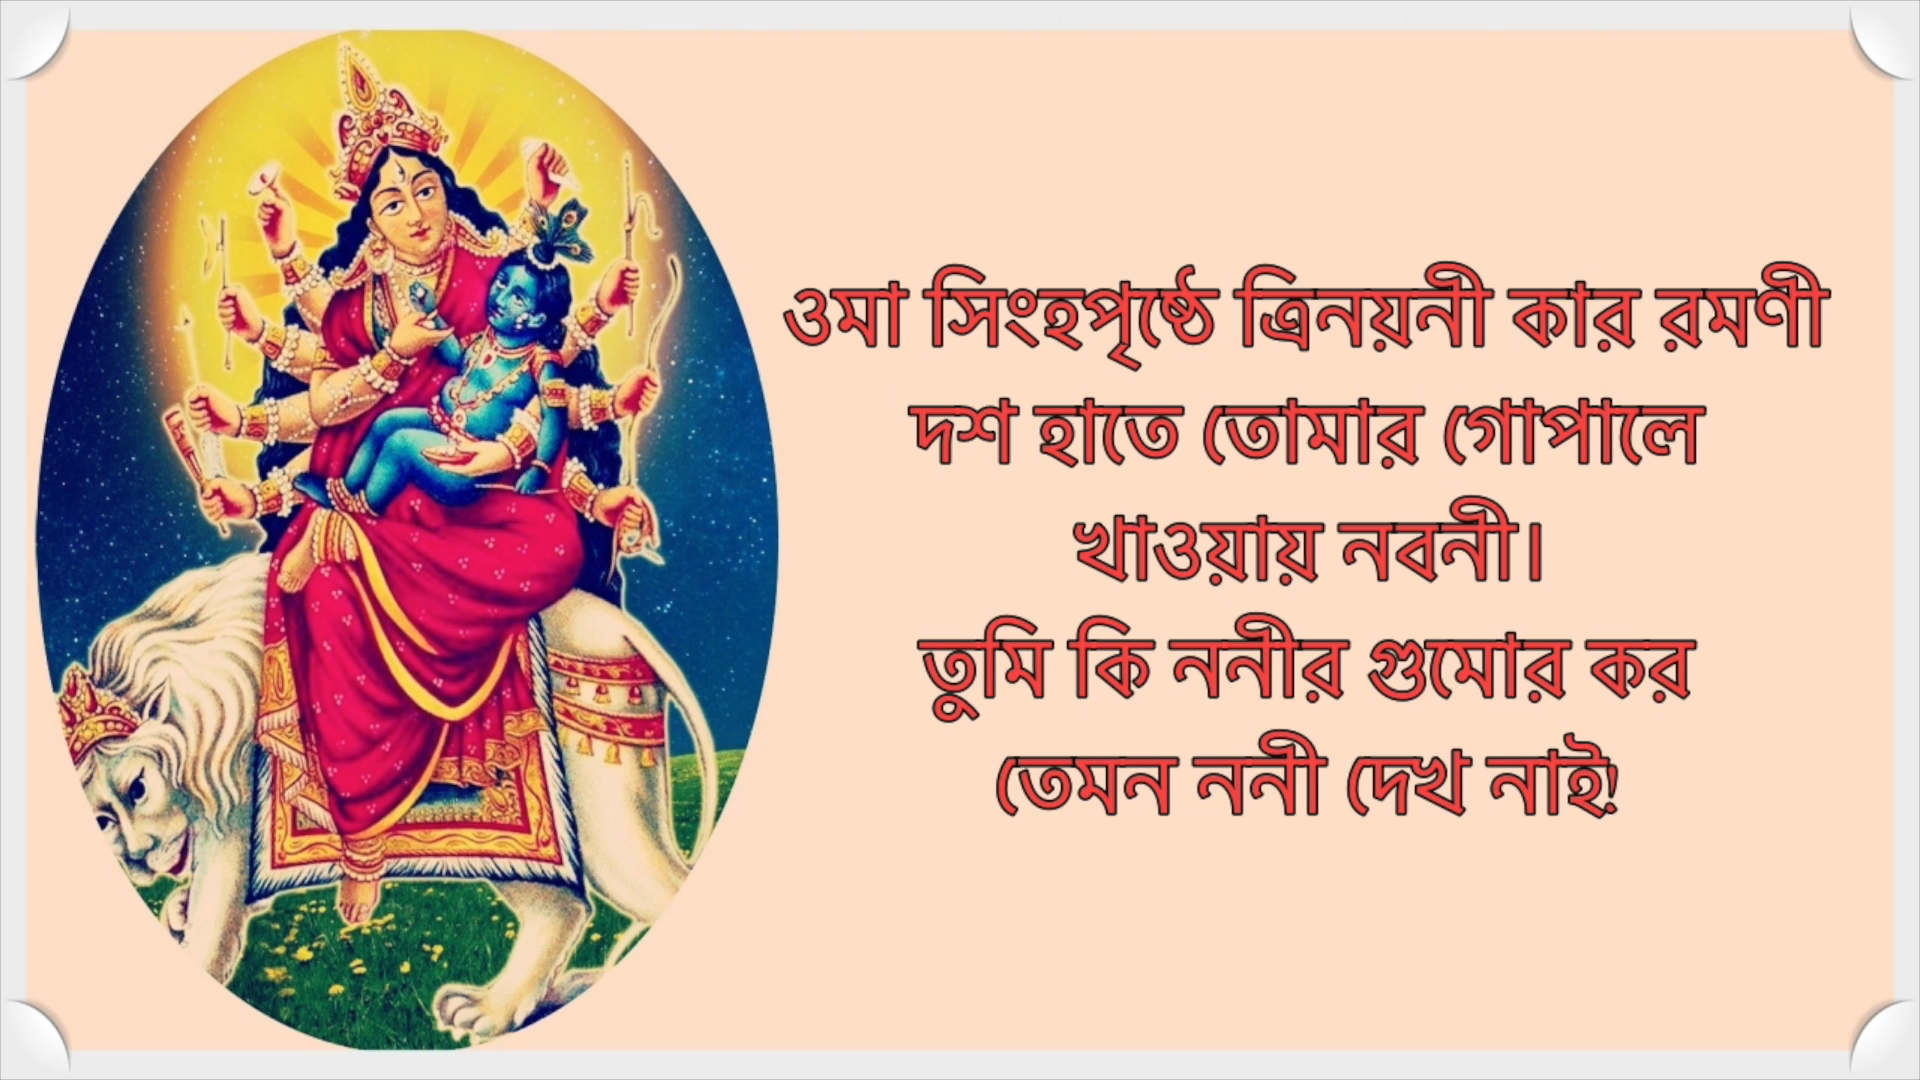 ওমা সিংহপৃষ্ঠে ত্রিনয়নী কার রমণী
দশ হাতে তোমার গোপালে
খাওয়ায় নবনী।
তুমি কি ননীর গুমোর কর
তেমন ননী দেখ নাই!